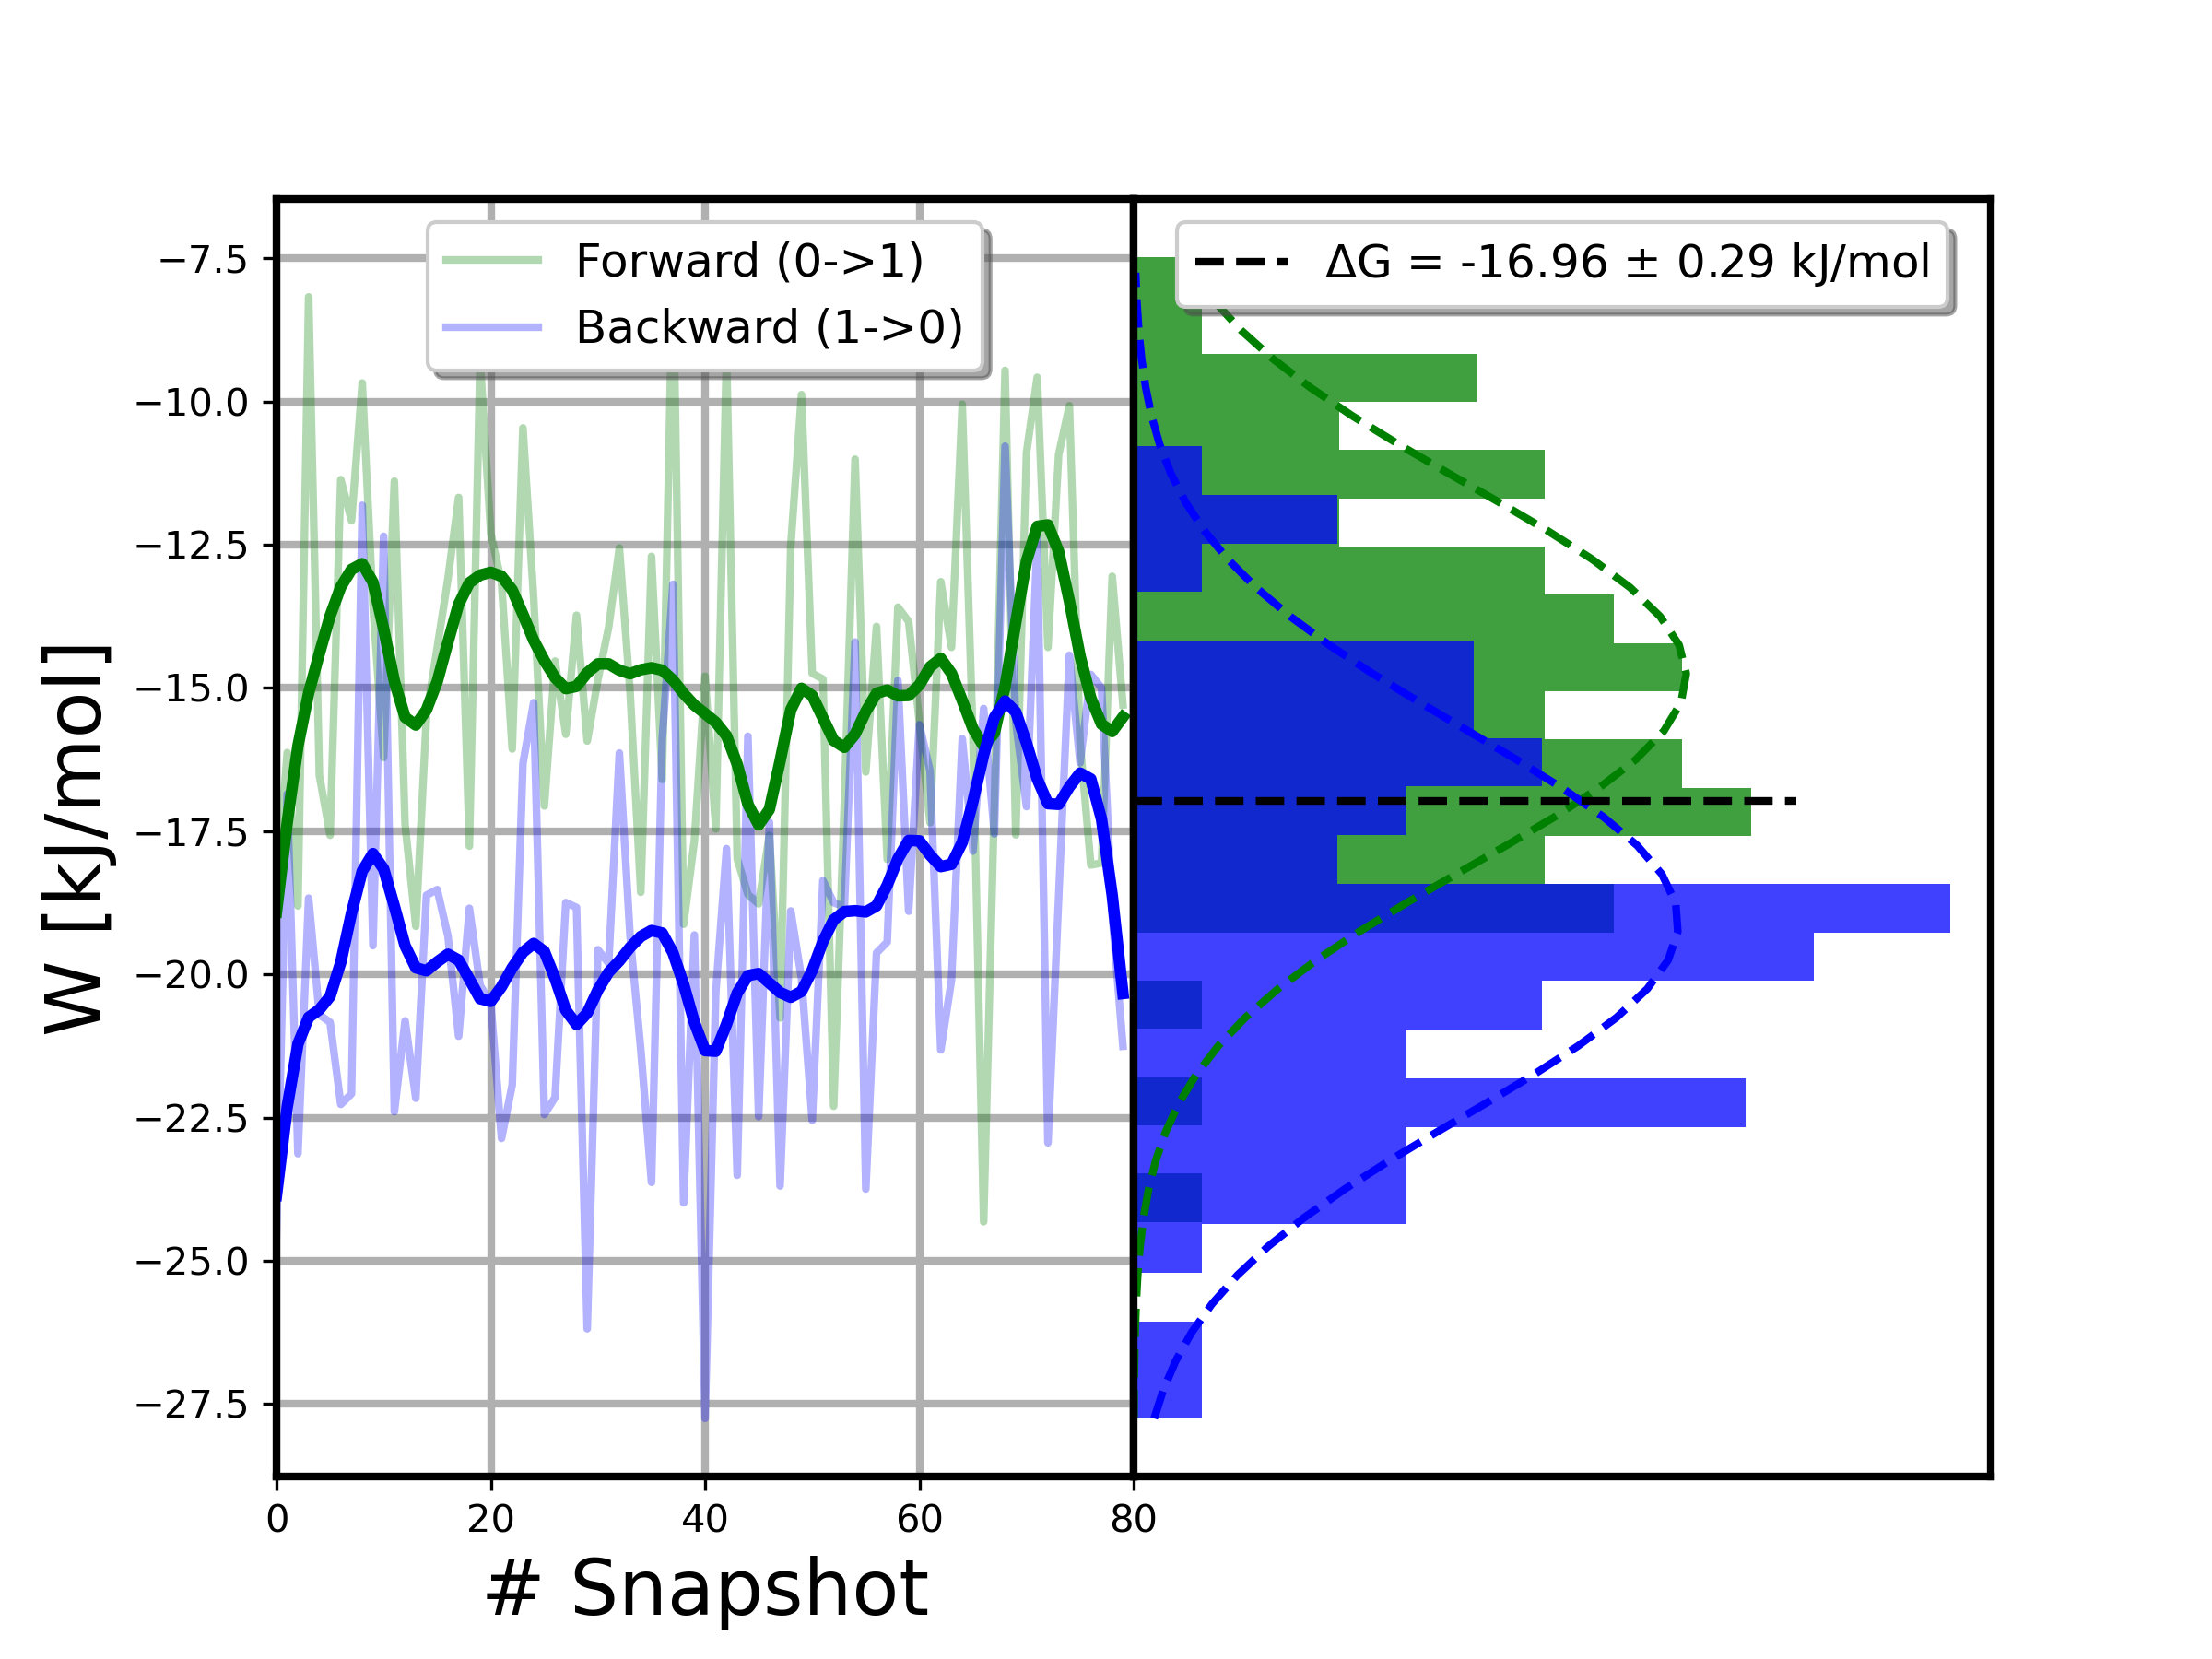 Forward (0->1)
Backward (1->0)
ΔG = -16.96 ± 0.29 kJ/mol
W [kJ/mol]
−7.5
−10.0
−12.5
−15.0
−17.5
−20.0
−22.5
−25.0
−27.5
0 20 40 60 80
# Snapshot